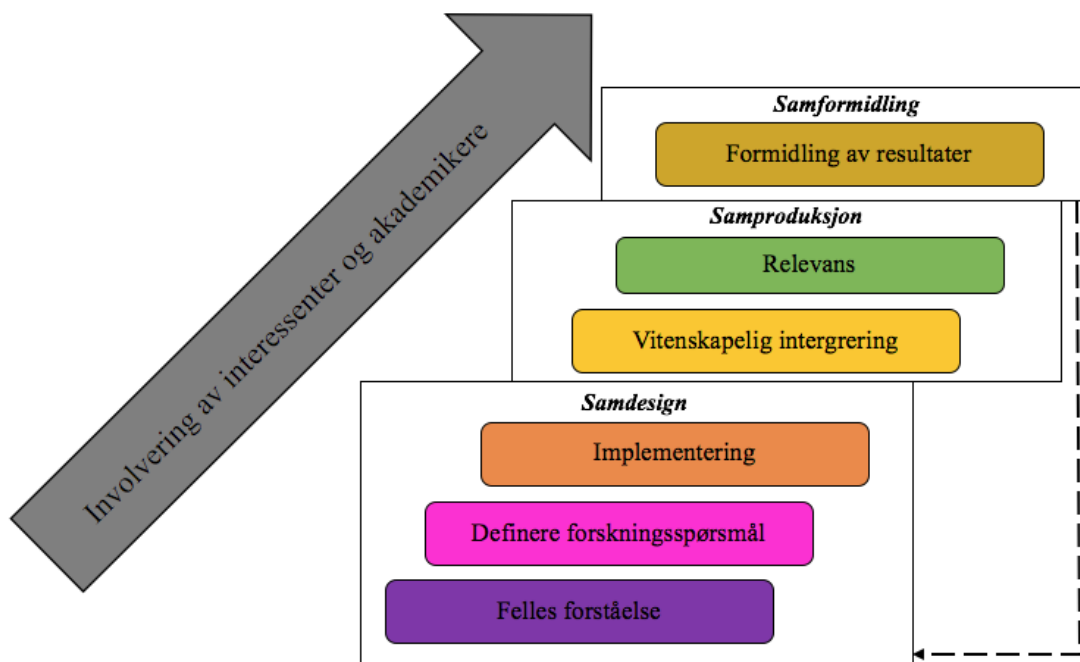 Involvering av interessenter og akademikere
Samformidling
Formidling av resultater
Samproduksjon
Relevans
Vitenskapelig intergrering
Samdesign
Implementering
Definere forskningsspørsmål
Felles forståelse